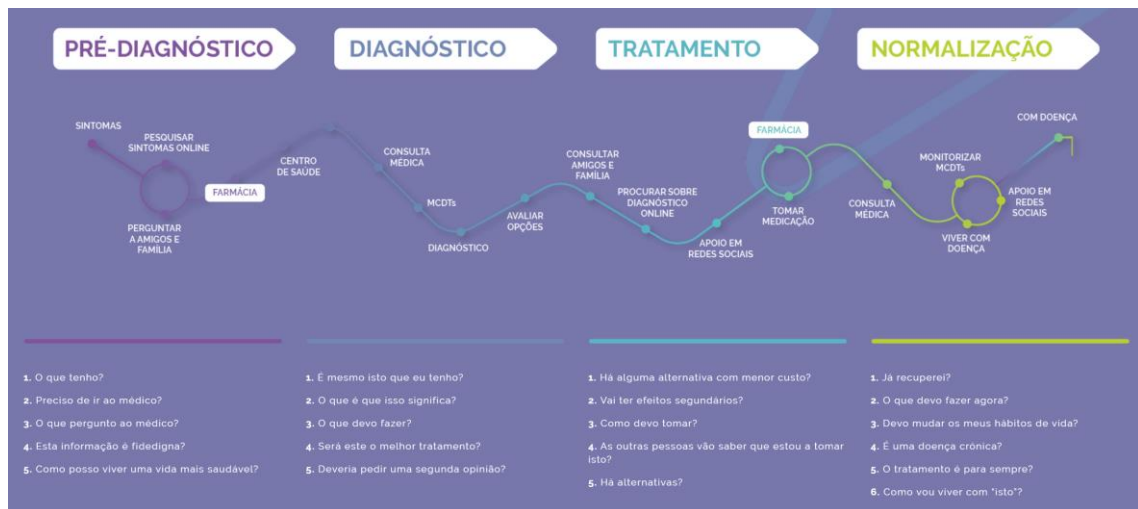 PRÉ-DIAGNÓSTICO
DIAGNÓSTICO
TRATAMENTO
NORMALIZAÇÃO
SINTOMAS
PESQUISAR
SINTOMAS ONLINE
FARMÁCIA
PERGUNTAR
A AMIGOS E
FAMÍLIA
CENTRO
DE SAÚDE
CONSULTA
MÉDICA
MCDTs
DIAGNÓSTICO
AVALIAR
OPÇÕES
CONSULTAR
AMIGOS E
FAMÍLIA
PROCURAR SOBRE
DIAGNÓSTICO
ONLINE
APOIO EM
REDES SOCIAIS
FARMÁCIA
TOMAR
MEDICAÇÃO
CONSULTA
MÉDICA
MONITORIZAR
MCDTs
VIVER COM
DOENÇA
APOIO EM
REDES
SOCIAIS
COM DOENÇA
1. O que tenho?
2. Preciso de ir ao médico?
3. O que pergunto ao médico?
4. Esta informação é fidedigna?
5. Como posso viver uma vida mais saudável?
1. É mesmo isto que eu tenho?
2. O que é que isso significa?
3. O que devo fazer?
4. Será este o melhor tratamento?
5. Deveria pedir uma segunda opinião?
1. Há alguma alternativa com menor custo?
2. Vai ter efeitos segundários?
3. Como devo tomar?
4. As outras pessoas vão saber que estou a tomar
isto?
5. Há alternativas?
1. Já recuperei?
2. O que devo fazer agora?
3. Devo mudar os meus hábitos de vida?
4. É uma doença crónica?
5. O tratamento é para sempre?
6. Como vou viver com "isto"?